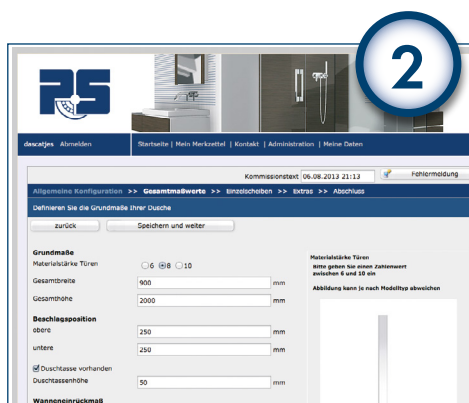 2
RS
dascatjes Abmelden
Startseite | Mein Merkzettel | Kontakt | Administration | Meine Daten
Kommissionstext 06.08.2013 21:13 Fehlermeldung
Allgemeine Konfiguration >> Gesamtmaßwerte >> Einzelscheiben >> Extras >> Abschluss
Definieren Sie die Grundmaße Ihrer Dusche
zurück Speichern und weiter
Grundmaße
Materialstärke Türen 6 8 10
Gesamtbreite 900 mm
Gesamthöhe 2000 mm
Beschlagposition
obere 250 mm
untere 250 mm
Duschtasse vorhanden
Duschtassenhöhe 50 mm
Wanneneinrückmaß
Materialstärke Türen
Bitte geben Sie einen Zahlenwert
zwischen 6 und 10 ein
Abbildung kann je nach Modelltyp abweichen